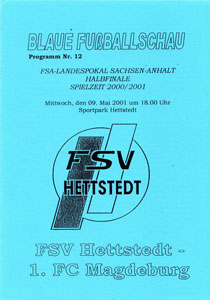 BLAUE FUßBALLSCHAU
Programm Nr. 12
FSA-LANDESPOKAL SACHSEN-ANHALT
HALBFINALE
SPIELZEIT 2000/2001
Mittwoch, den 09. Mai 2001 um 18.00 Uhr
Sportpark Hettstedt
FSV
HETTSTEDT
FSV Hettstedt -
1. FC Magdeburg